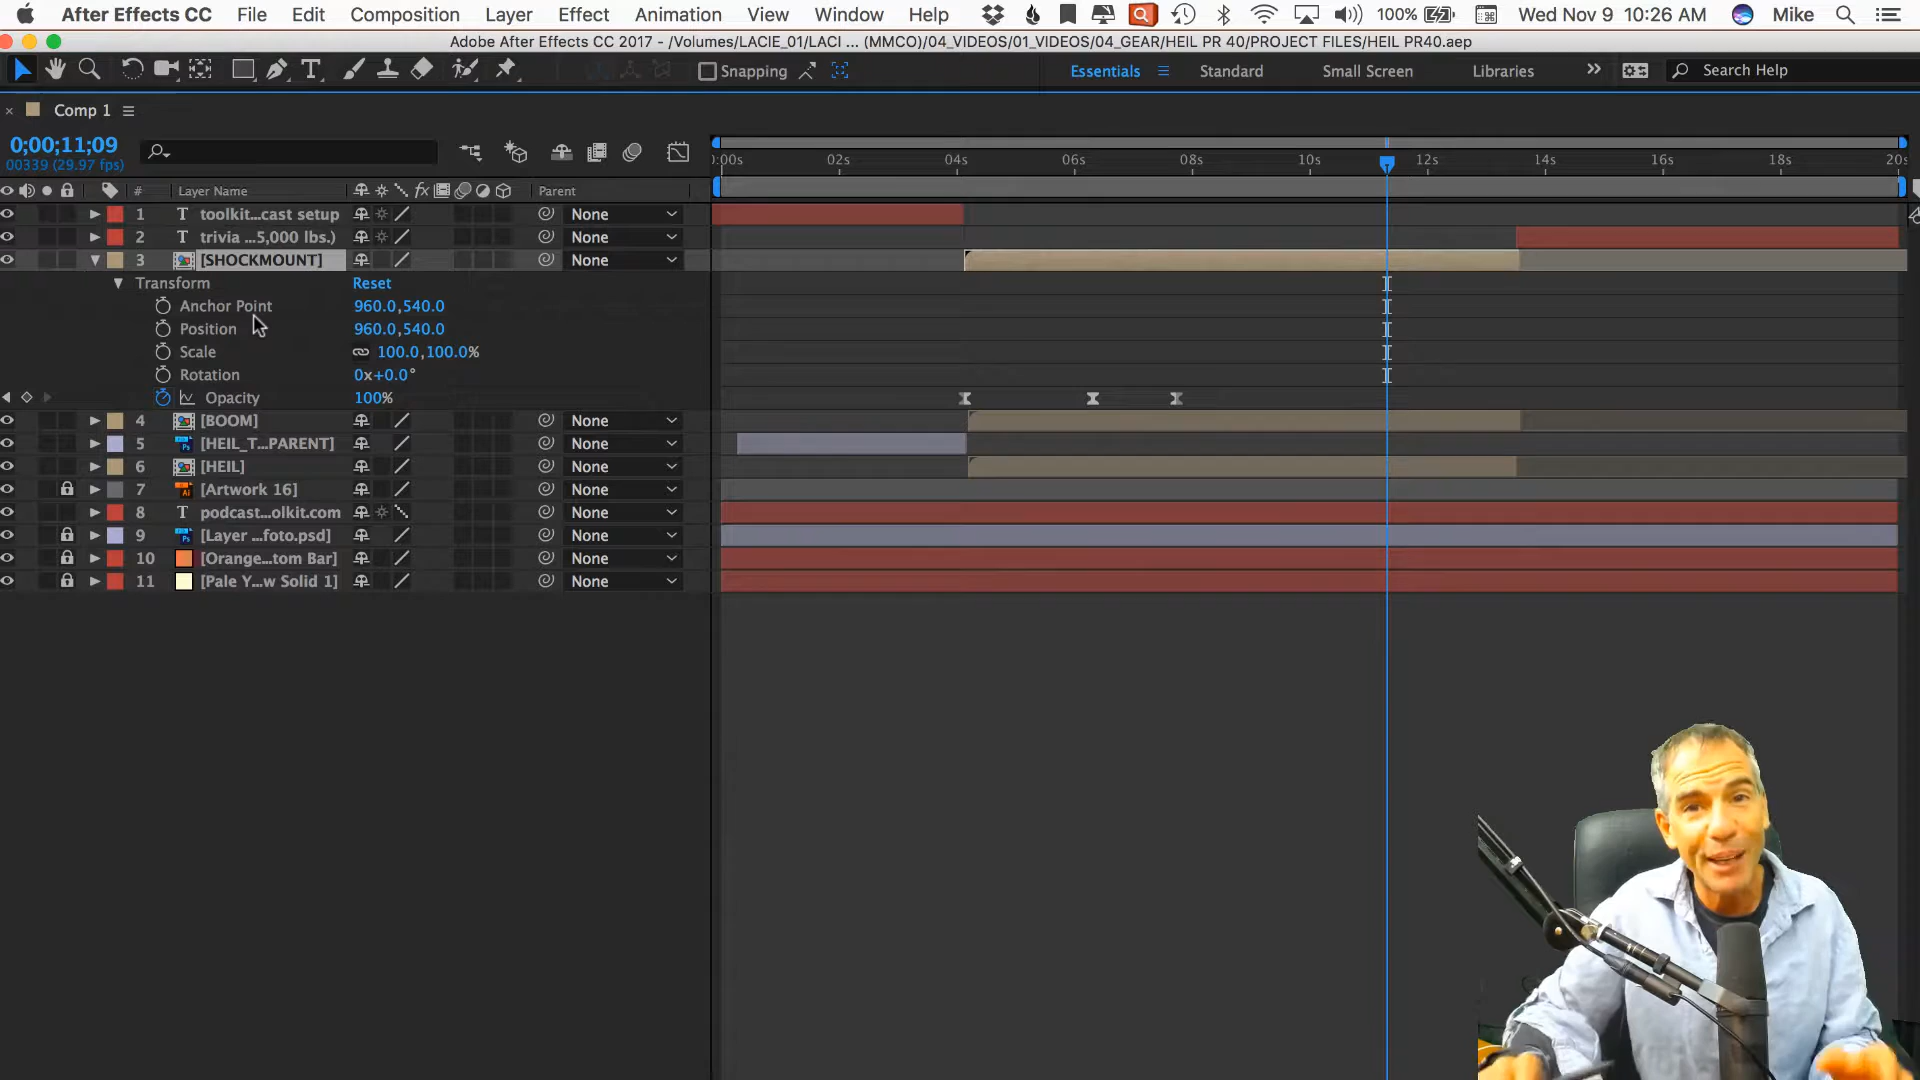 After Effects CC File Edit Composition Layer Effect Animation View Window Help 100% Wed Nov 9 10:26 AM Mike
Adobe After Effects CC 2017 - /Volumes/LACIE_01/LACI ... (MMCO)/04_VIDEOS/01_VIDEOS/04_GEAR/HEIL PR 40/PROJECT FILES/HEIL PR40.aep
T Snapping Essentials Standard Small Screen Libraries Search Help
Comp 1
0;00;11;09
00339 (29.97 fps)
:00s 02s 04s 06s 08s 10s 12s 14s 16s 18s 20s
# Layer Name fx Parent
1 T toolkit...cast setup None
2 T trivia ...5,000 lbs.) None
3 [SHOCKMOUNT] None
Transform Reset
Anchor Point 960.0,540.0
Position 960.0,540.0
Scale 100.0,100.0%
Rotation 0x+0.0°
Opacity 100%
4 [BOOM] None
5 Ps [HEIL_T...PARENT] None
6 [HEIL] None
7 Ai [Artwork 16] None
8 T podcast...olkit.com None
9 Ps [Layer ...foto.psd] None
10 [Orange...tom Bar] None
11 [Pale Y...w Solid 1] None